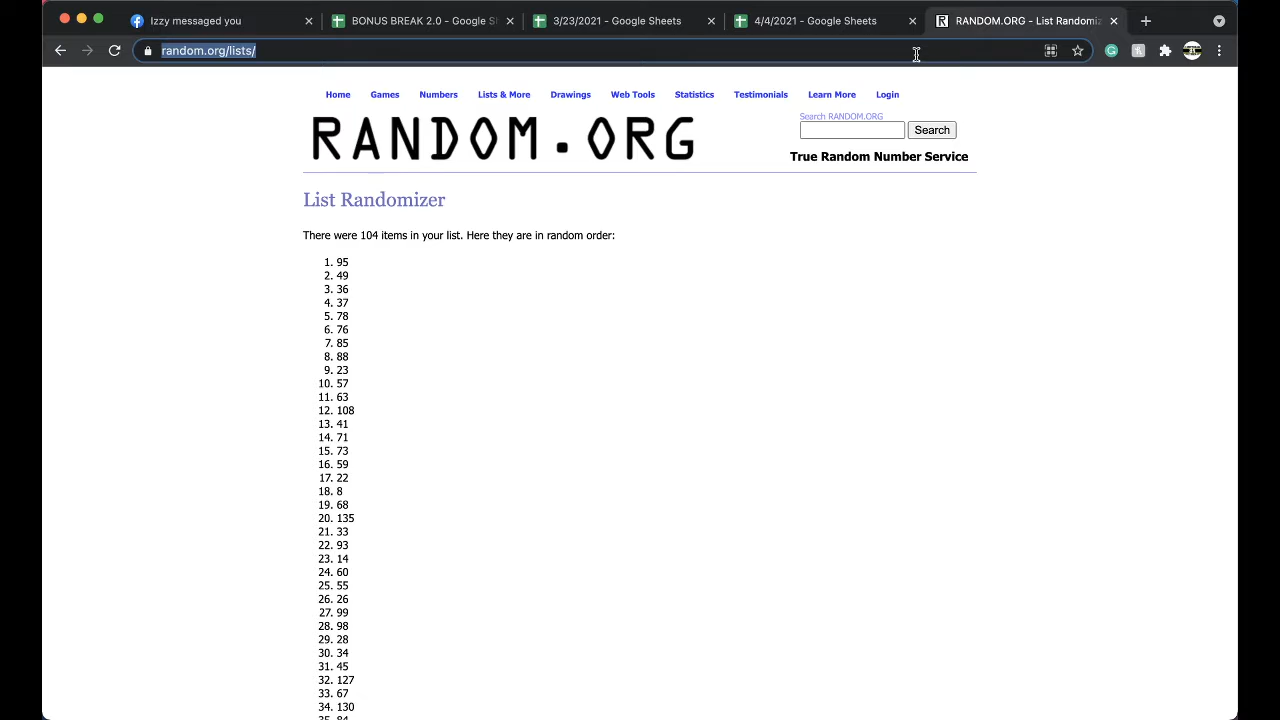 Izzy messaged you
BONUS BREAK 2.0 - Google Sh
3/23/2021 - Google Sheets
4/4/2021 - Google Sheets
RANDOM.ORG - List Randomiz
random.org/lists/
Home Games Numbers Lists & More Drawings Web Tools Statistics Testimonials Learn More Login
RANDOM.ORG
Search RANDOM.ORG
Search
True Random Number Service
List Randomizer
There were 104 items in your list. Here they are in random order:
1. 95
2. 49
3. 36
4. 37
5. 78
6. 76
7. 85
8. 88
9. 23
10. 57
11. 63
12. 108
13. 41
14. 71
15. 73
16. 59
17. 22
18. 8
19. 68
20. 135
21. 33
22. 93
23. 14
24. 60
25. 55
26. 26
27. 99
28. 98
29. 28
30. 34
31. 45
32. 127
33. 67
34. 130
35. 84